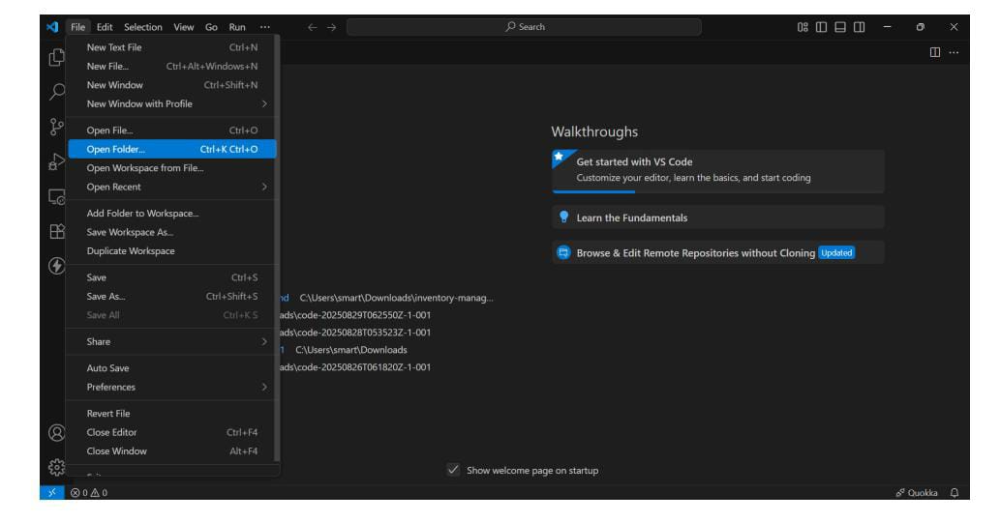 File Edit Selection View Go Run ... Search
New Text File Ctrl+N
New File... Ctrl+Alt+Windows+N
New Window Ctrl+Shift+N
New Window with Profile
Open File... Ctrl+O
Open Folder... Ctrl+K Ctrl+O
Open Workspace from File...
Open Recent
Add Folder to Workspace...
Save Workspace As...
Duplicate Workspace
Save Ctrl+S
Save As... Ctrl+Shift+S
Save All Ctrl+K S
Share
Auto Save
Preferences
Revert File
Close Editor Ctrl+F4
Close Window Alt+F4
nd C:\Users\smart\Downloads\inventory-manag...
ads\code-20250829T062550Z-1-001
ads\code-20250828T053523Z-1-001
1 C:\Users\smart\Downloads
ads\code-20250826T061820Z-1-001
Walkthroughs
Get started with VS Code
Customize your editor, learn the basics, and start coding
Learn the Fundamentals
Browse & Edit Remote Repositories without Cloning Updated
Show welcome page on startup
0 0 Quokka